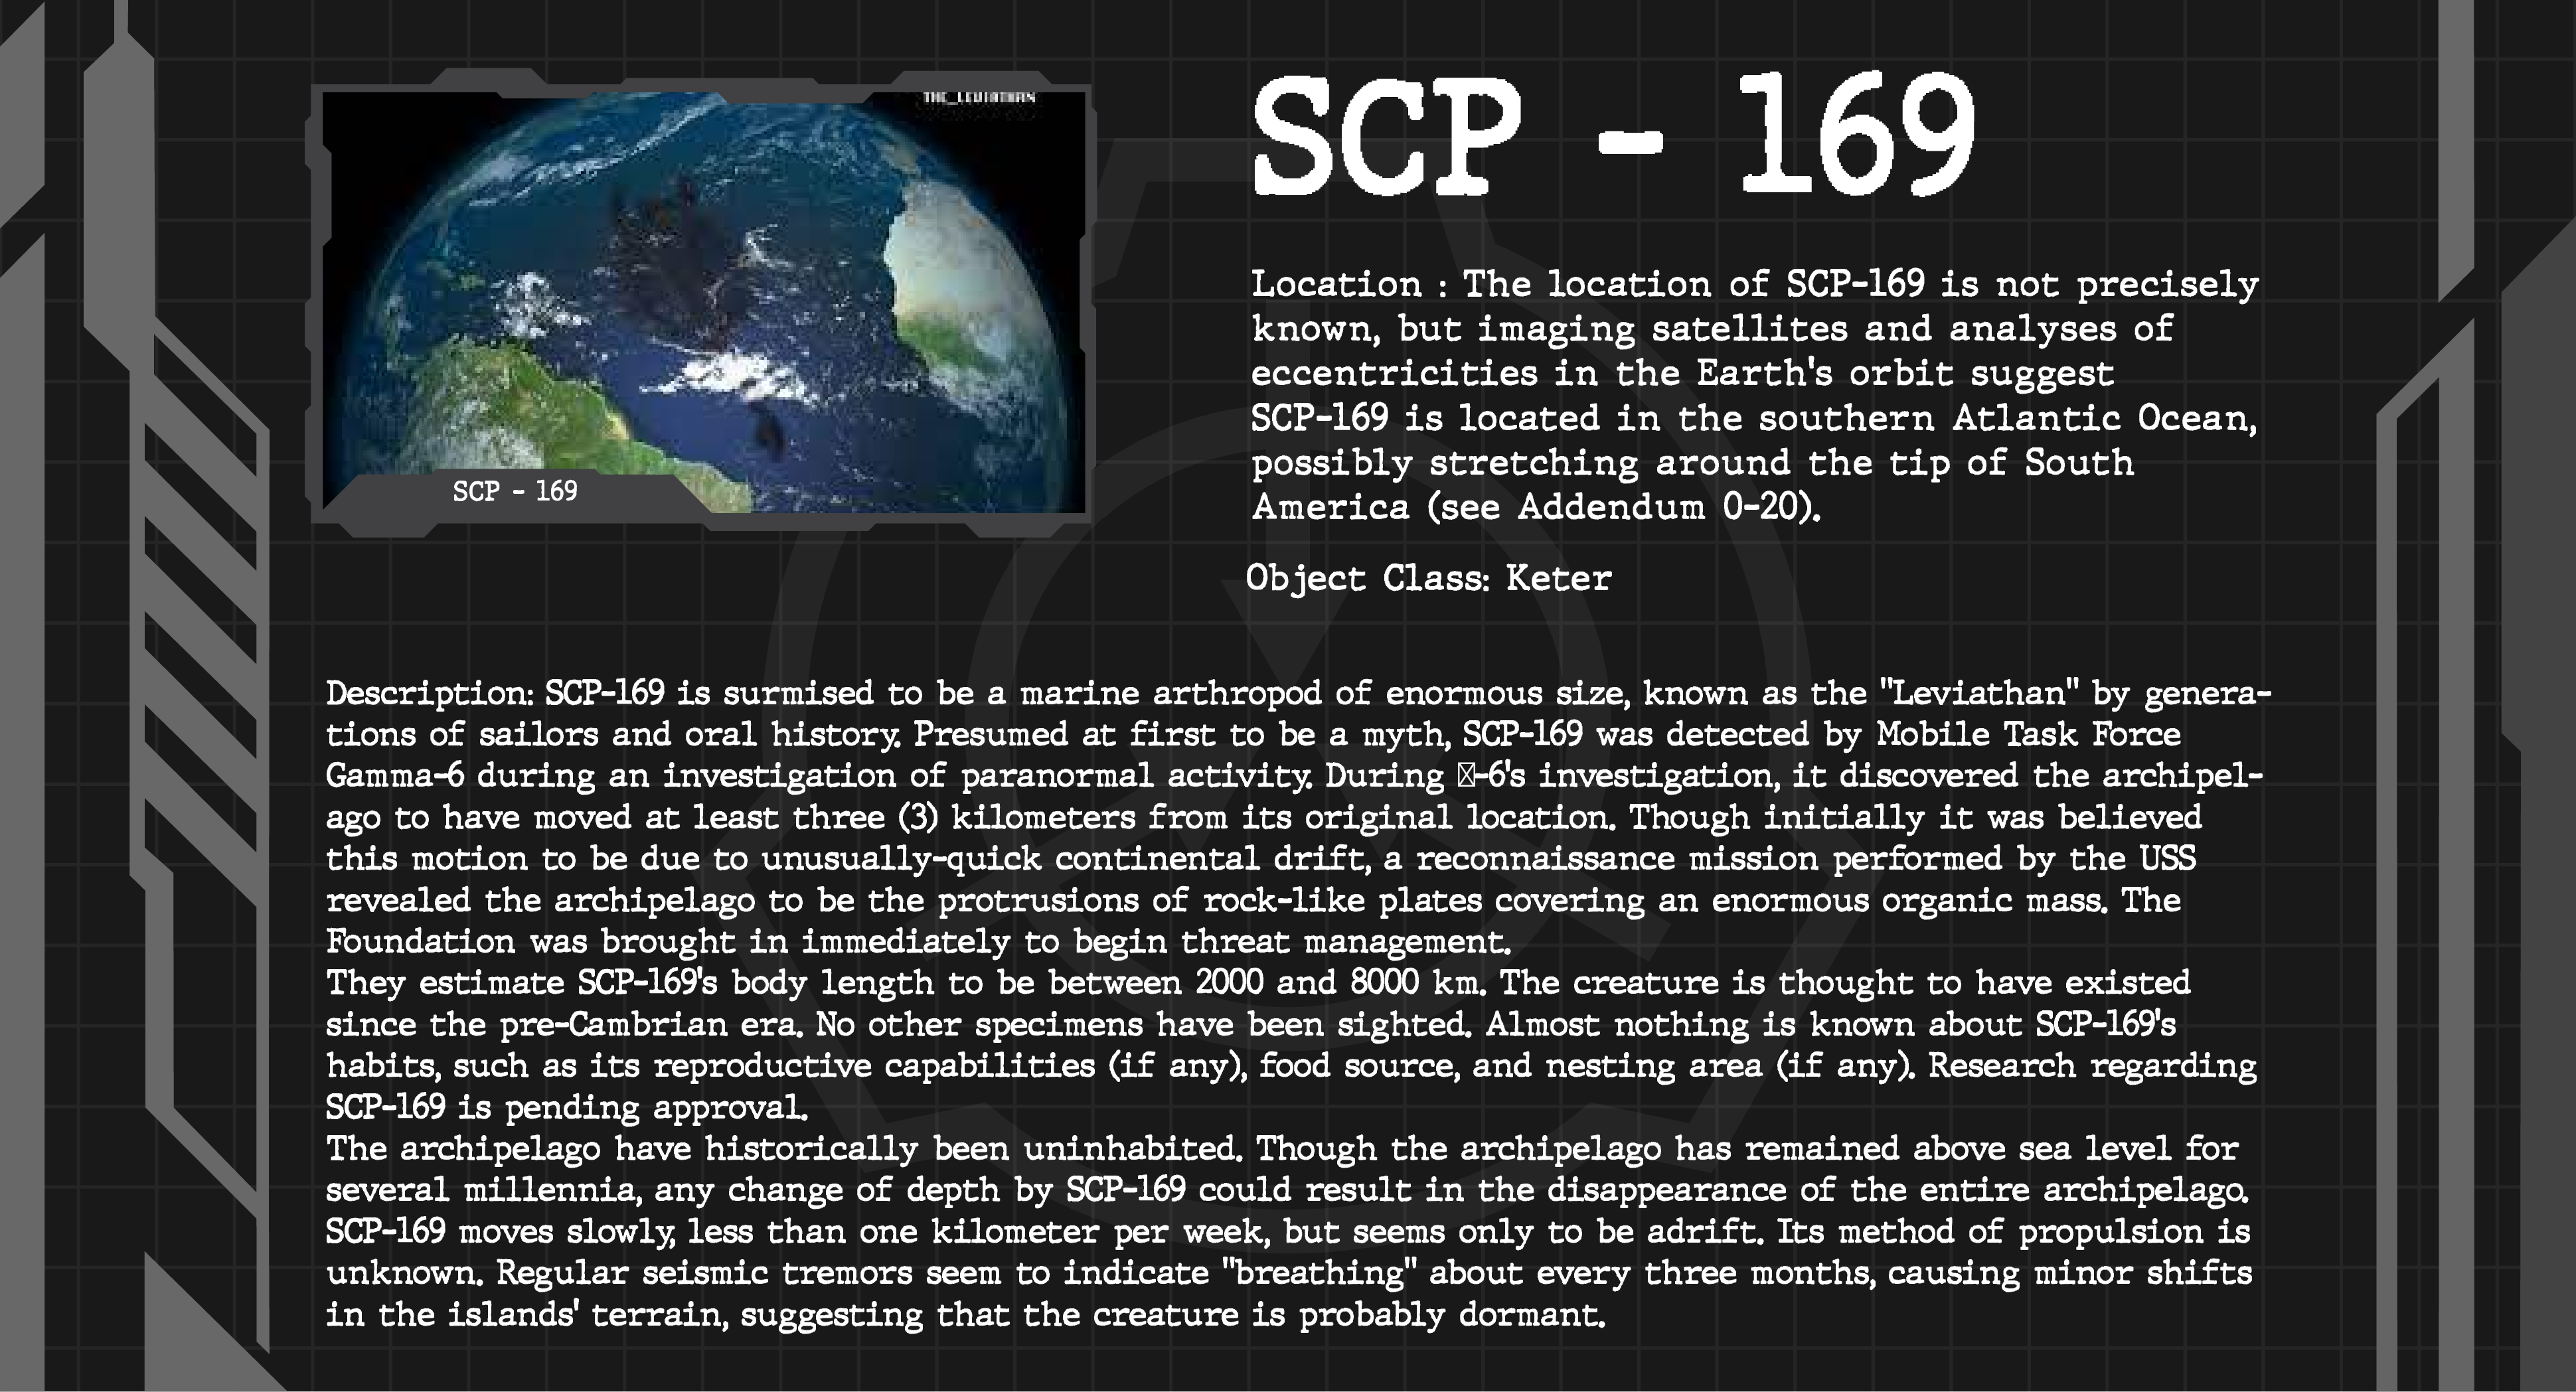 THE_LEVIATHAN
SCP - 169
SCP - 169
Location : The location of SCP-169 is not precisely
known, but imaging satellites and analyses of
eccentricities in the Earth's orbit suggest
SCP-169 is located in the southern Atlantic Ocean,
possibly stretching around the tip of South
America (see Addendum 0-20).
Object Class: Keter
Description: SCP-169 is surmised to be a marine arthropod of enormous size, known as the "Leviathan" by genera-
tions of sailors and oral history. Presumed at first to be a myth, SCP-169 was detected by Mobile Task Force
Gamma-6 during an investigation of paranormal activity. During -6's investigation, it discovered the archipel-
ago to have moved at least three (3) kilometers from its original location. Though initially it was believed
this motion to be due to unusually-quick continental drift, a reconnaissance mission performed by the USS
revealed the archipelago to be the protrusions of rock-like plates covering an enormous organic mass. The
Foundation was brought in immediately to begin threat management.
They estimate SCP-169's body length to be between 2000 and 8000 km. The creature is thought to have existed
since the pre-Cambrian era. No other specimens have been sighted. Almost nothing is known about SCP-169's
habits, such as its reproductive capabilities (if any), food source, and nesting area (if any). Research regarding
SCP-169 is pending approval.
The archipelago have historically been uninhabited. Though the archipelago has remained above sea level for
several millennia, any change of depth by SCP-169 could result in the disappearance of the entire archipelago.
SCP-169 moves slowly, less than one kilometer per week, but seems only to be adrift. Its method of propulsion is
unknown. Regular seismic tremors seem to indicate "breathing" about every three months, causing minor shifts
in the islands' terrain, suggesting that the creature is probably dormant.